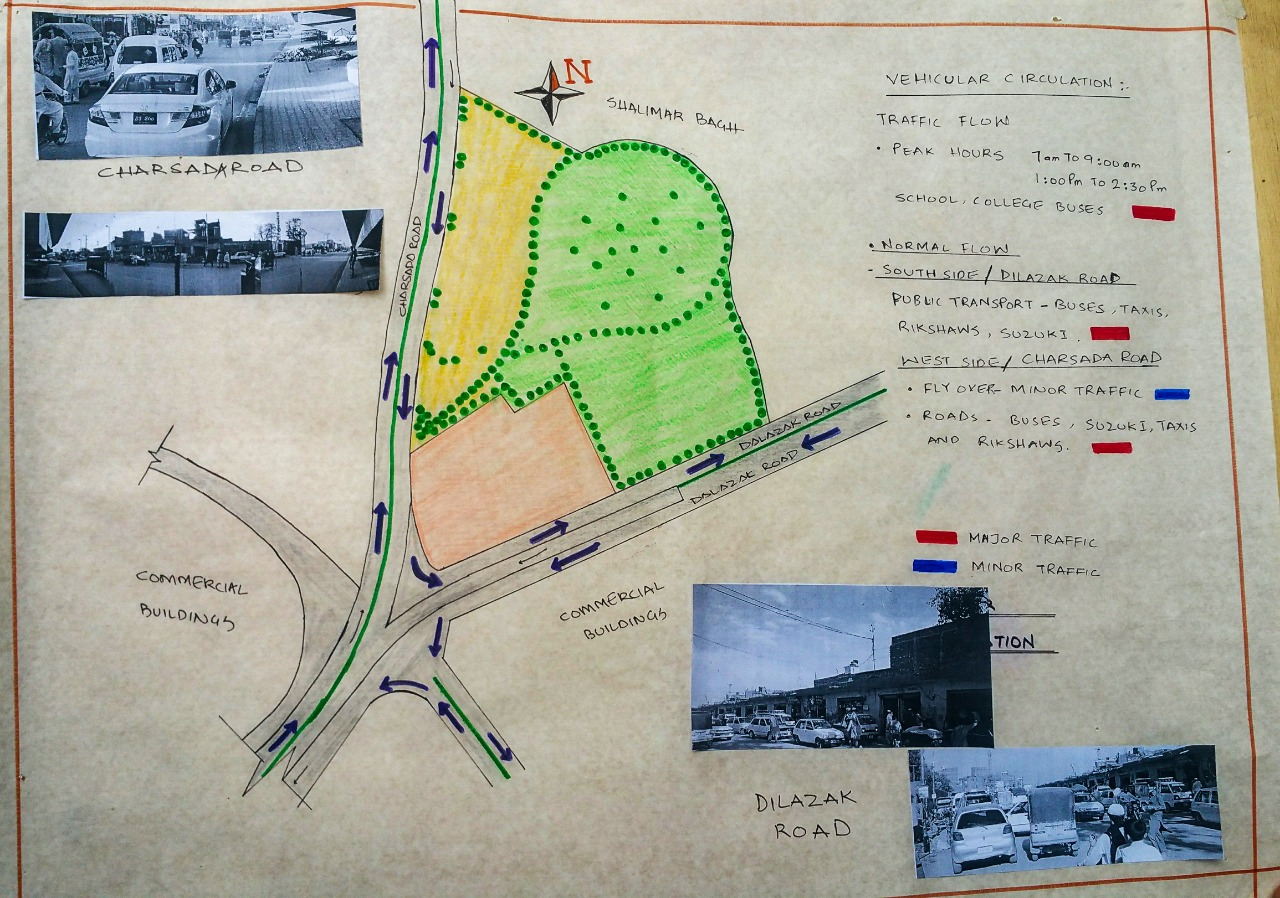 CHARSADA ROAD
CHARSADO ROAD
N
SHALIMAR BAGH
DALAZAK ROAD
DALAZAK ROAD
COMMERCIAL
BUILDINGS
COMMERCIAL
BUILDINGS
VEHICULAR CIRCULATION:-
TRAFFIC FLOW
• PEAK HOURS 7am TO 9:00am
1:00Pm TO 2:30Pm
SCHOOL, COLLEGE BUSES
• NORMAL FLOW
- SOUTH SIDE / DILAZAK ROAD
PUBLIC TRANSPORT - BUSES, TAXIS,
RIKSHAWS, SUZUKI.
WEST SIDE / CHARSADA ROAD
• FLY OVER- MINOR TRAFFIC
• ROADS - BUSES, SUZUKI, TAXIS
AND RIKSHAWS.
MAJOR TRAFFIC
MINOR TRAFFIC
TION
DILAZAK
ROAD